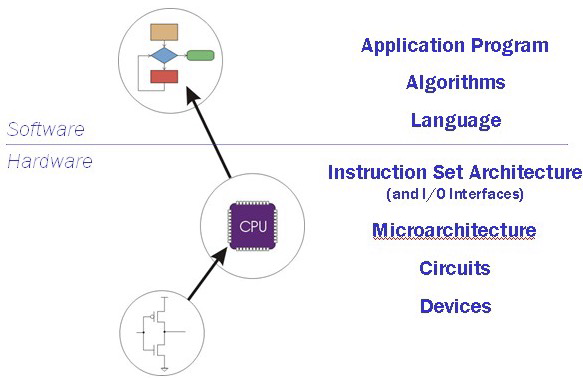 Application Program
Algorithms
Language
Software
Hardware
Instruction Set Architecture
(and I/O Interfaces)
CPU
Microarchitecture
Circuits
Devices